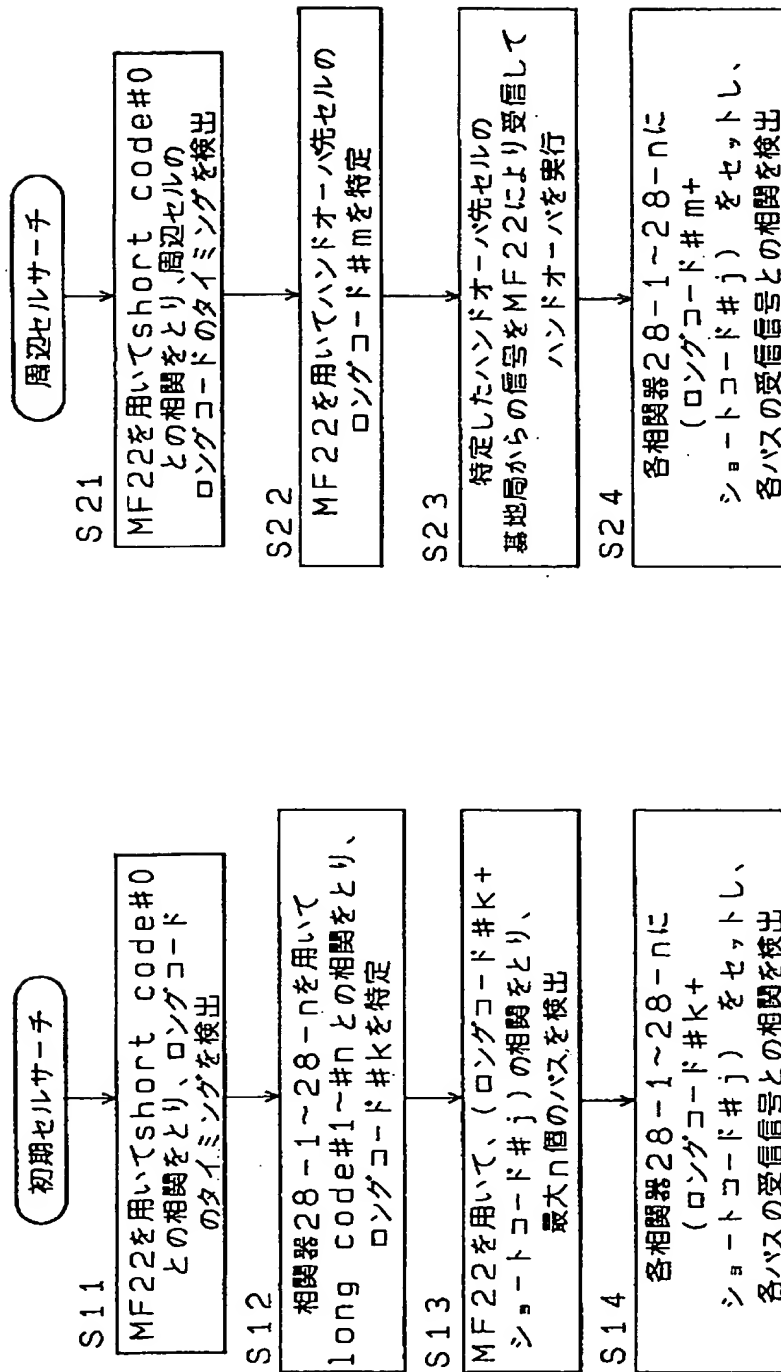 初期セルサーチ
S11
MF22を用いてshort code#0
との相関をとり、ロングコード
のタイミングを検出
S12
相関器28-1~28-nを用いて
long code#1~#nとの相関をとり、
ロングコード#kを特定
S13
MF22を用いて、(ロングコード#k+
ショートコード#j)の相関をとり、
最大n個のパスを検出
S14
各相関器28-1~28-nに
(ロングコード#k+
ショートコード#j)をセットし、
各パスの受信信号との相関を検出
周辺セルサーチ
S21
MF22を用いてshort code#0
との相関をとり、周辺セルの
ロングコードのタイミングを検出
S22
MF22を用いてハンドオーバ先セルの
ロングコード#mを特定
S23
特定したハンドオーバ先セルの
基地局からの信号をMF22により受信して
ハンドオーバを実行
S24
各相関器28-1~28-nに
(ロングコード#m+
ショートコード#j)をセットし、
各パスの受信信号との相関を検出